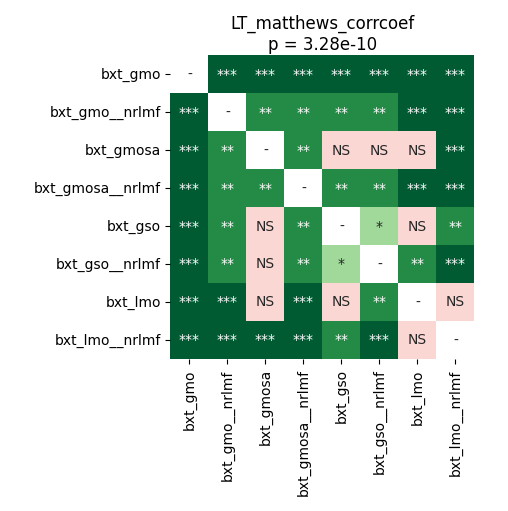 LT_matthews_corrcoef
p = 3.28e-10
bxt_gmo - *** *** *** *** *** *** ***
bxt_gmo__nrlmf *** - ** ** ** ** *** ***
bxt_gmosa *** ** - ** NS NS NS ***
bxt_gmosa__nrlmf *** ** ** - ** ** *** ***
bxt_gso *** ** NS ** - * NS **
bxt_gso__nrlmf *** ** NS ** * - ** ***
bxt_lmo *** *** NS *** NS ** - NS
bxt_lmo__nrlmf *** *** *** *** ** *** NS -
bxt_gmo
bxt_gmo__nrlmf
bxt_gmosa
bxt_gmosa__nrlmf
bxt_gso
bxt_gso__nrlmf
bxt_lmo
bxt_lmo__nrlmf